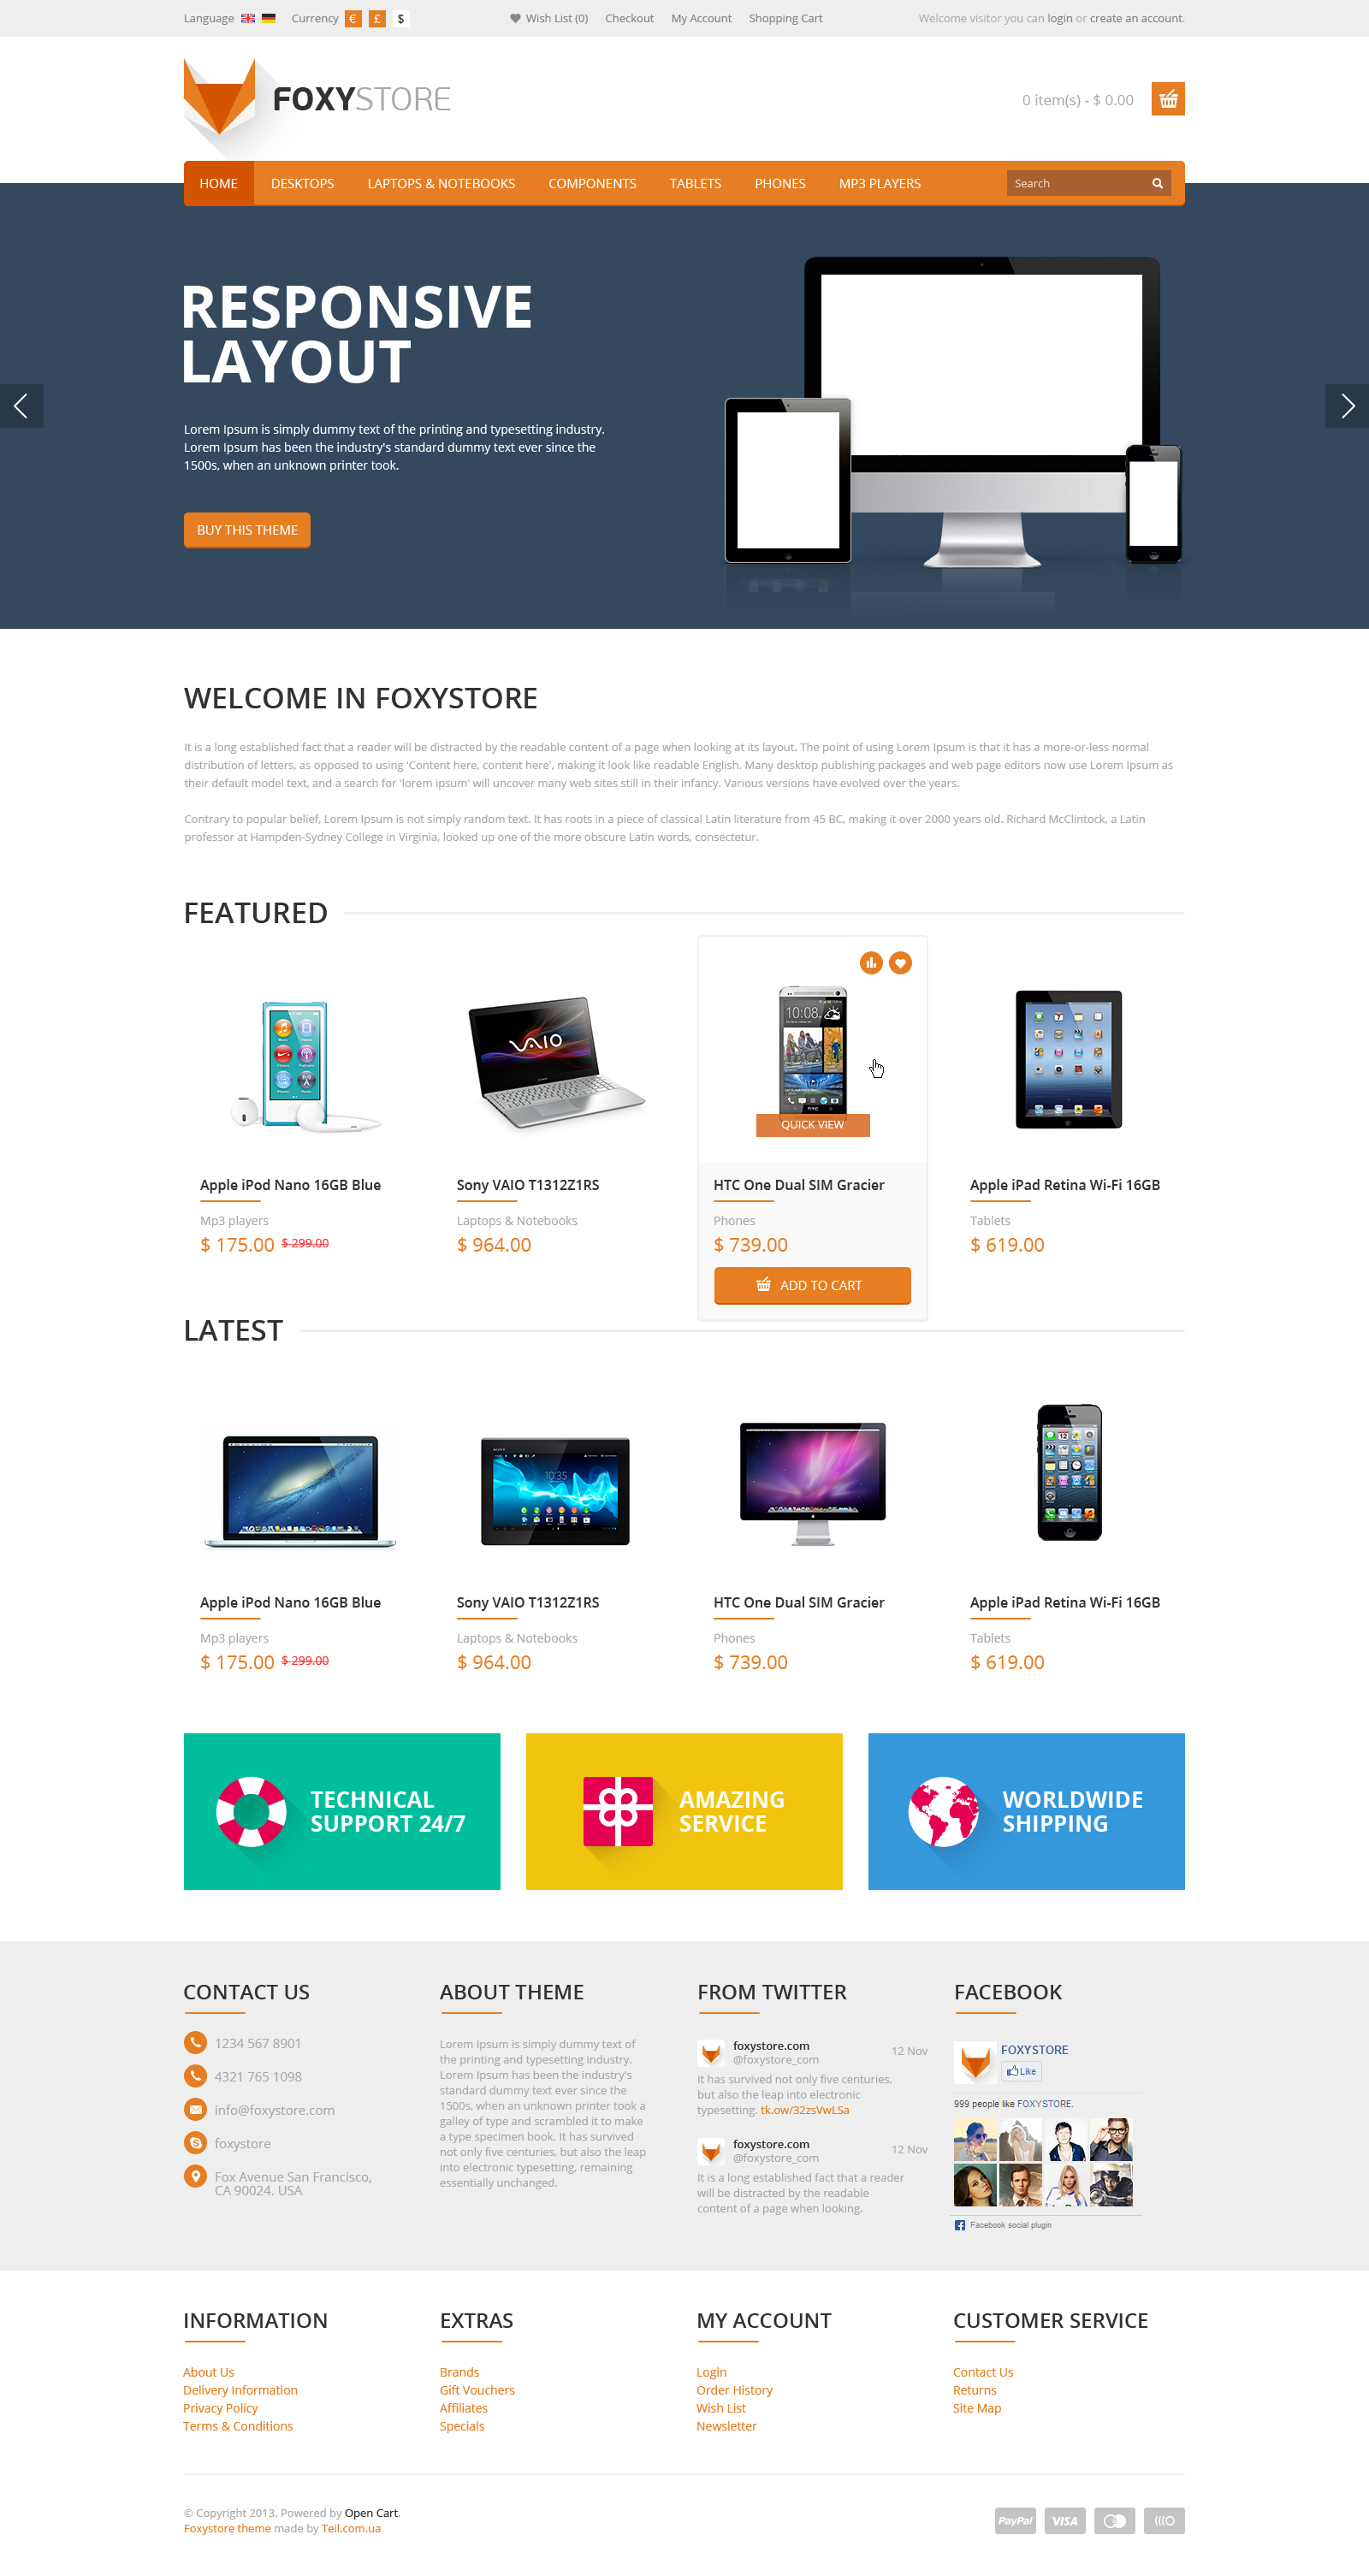 Language Currency € £ $ Wish List (0) Checkout My Account Shopping Cart Welcome visitor you can login or create an account.
FOXYSTORE
0 item(s) - $ 0.00
HOME DESKTOPS LAPTOPS & NOTEBOOKS COMPONENTS TABLETS PHONES MP3 PLAYERS Search
RESPONSIVE
LAYOUT
Lorem Ipsum is simply dummy text of the printing and typesetting industry.
Lorem Ipsum has been the industry's standard dummy text ever since the
1500s, when an unknown printer took.
BUY THIS THEME
WELCOME IN FOXYSTORE
It is a long established fact that a reader will be distracted by the readable content of a page when looking at its layout. The point of using Lorem Ipsum is that it has a more-or-less normal
distribution of letters, as opposed to using 'Content here, content here', making it look like readable English. Many desktop publishing packages and web page editors now use Lorem Ipsum as
their default model text, and a search for 'lorem ipsum' will uncover many web sites still in their infancy. Various versions have evolved over the years.
Contrary to popular belief, Lorem Ipsum is not simply random text. It has roots in a piece of classical Latin literature from 45 BC, making it over 2000 years old. Richard McClintock, a Latin
professor at Hampden-Sydney College in Virginia, looked up one of the more obscure Latin words, consectetur.
FEATURED
VAIO
10:08
hTC
QUICK VIEW
Apple iPod Nano 16GB Blue
Mp3 players
$ 175.00 $ 299.00
Sony VAIO T1312Z1RS
Laptops & Notebooks
$ 964.00
HTC One Dual SIM Gracier
Phones
$ 739.00
ADD TO CART
Apple iPad Retina Wi-Fi 16GB
Tablets
$ 619.00
LATEST
SONY
10:35
Apple iPod Nano 16GB Blue
Mp3 players
$ 175.00 $ 299.00
Sony VAIO T1312Z1RS
Laptops & Notebooks
$ 964.00
HTC One Dual SIM Gracier
Phones
$ 739.00
Apple iPad Retina Wi-Fi 16GB
Tablets
$ 619.00
TECHNICAL
SUPPORT 24/7
AMAZING
SERVICE
WORLDWIDE
SHIPPING
CONTACT US
1234 567 8901
4321 765 1098
info@foxystore.com
foxystore
Fox Avenue San Francisco,
CA 90024. USA
ABOUT THEME
Lorem Ipsum is simply dummy text of
the printing and typesetting industry.
Lorem Ipsum has been the industry's
standard dummy text ever since the
1500s, when an unknown printer took a
galley of type and scrambled it to make
a type specimen book. It has survived
not only five centuries, but also the leap
into electronic typesetting, remaining
essentially unchanged.
FROM TWITTER
foxystore.com
@foxystore_com
12 Nov
It has survived not only five centuries,
but also the leap into electronic
typesetting. tk.ow/32zsVwLSa
foxystore.com
@foxystore_com
12 Nov
It is a long established fact that a reader
will be distracted by the readable
content of a page when looking.
FACEBOOK
FOXYSTORE
Like
999 people like FOXYSTORE.
Facebook social plugin
INFORMATION
About Us
Delivery Information
Privacy Policy
Terms & Conditions
EXTRAS
Brands
Gift Vouchers
Affiliates
Specials
MY ACCOUNT
Login
Order History
Wish List
Newsletter
CUSTOMER SERVICE
Contact Us
Returns
Site Map
© Copyright 2013. Powered by Open Cart.
Foxystore theme made by Teil.com.ua
PayPal VISA